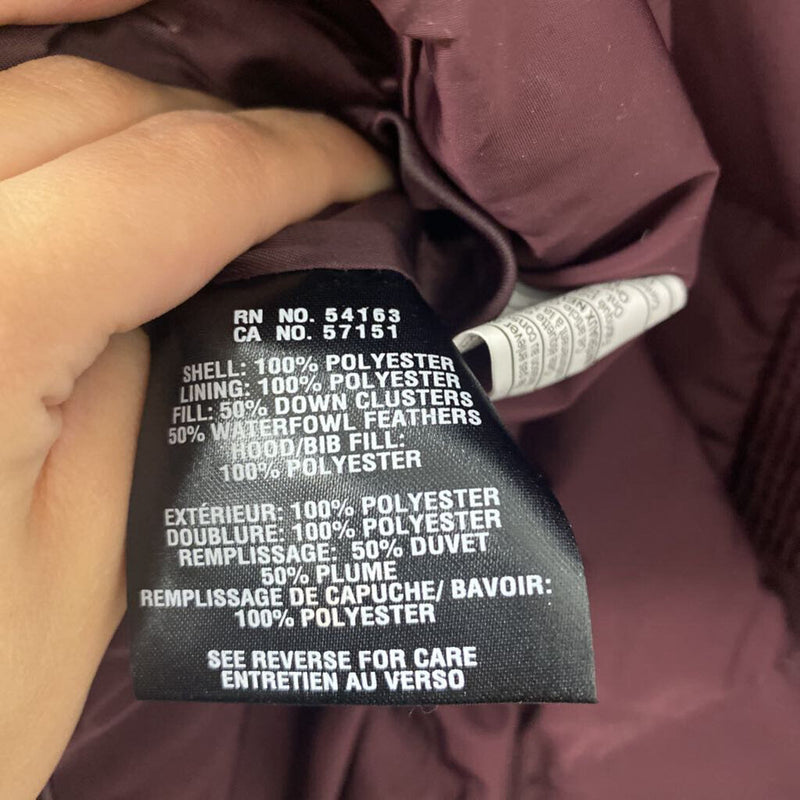 RN NO. 54163
CA NO. 57151
SHELL: 100% POLYESTER
LINING: 100% POLYESTER
FILL: 50% DOWN CLUSTERS
50% WATERFOWL FEATHERS
HOOD/BIB FILL:
100% POLYESTER
EXTÉRIEUR: 100% POLYESTER
DOUBLURE: 100% POLYESTER
REMPLISSAGE: 50% DUVET
50% PLUME
REMPLISSAGE DE CAPUCHE/ BAVOIR:
100% POLYESTER
SEE REVERSE FOR CARE
ENTRETIEN AU VERSO